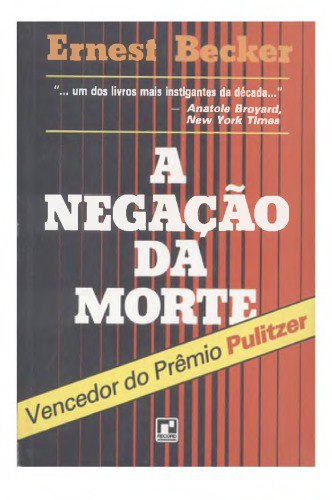 Ernest Becker
"... um dos livros mais instigantes da década..."
— Anatole Broyard,
New York Times
A
NEGAÇÃO
DA
MORTE
Vencedor do Prêmio Pulitzer
RECORD